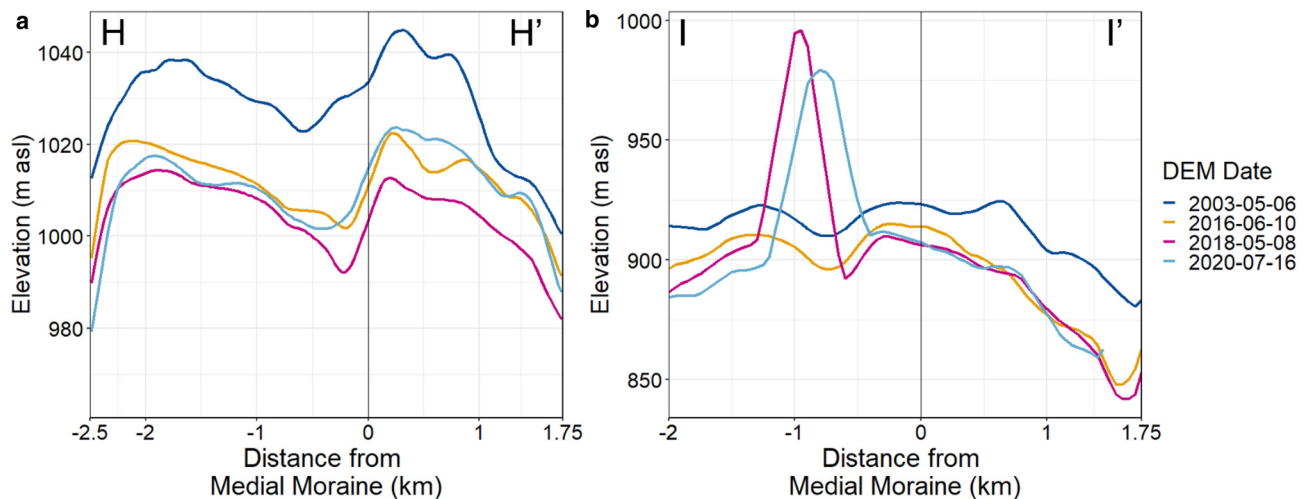 a
H H'
1040
1020
1000
980
Elevation (m asl)
-2.5 -2 -1 0 1 1.75
Distance from
Medial Moraine (km)
b
I I'
1000
950
900
850
Elevation (m asl)
-2 -1 0 1 1.75
Distance from
Medial Moraine (km)
DEM Date
2003-05-06
2016-06-10
2018-05-08
2020-07-16